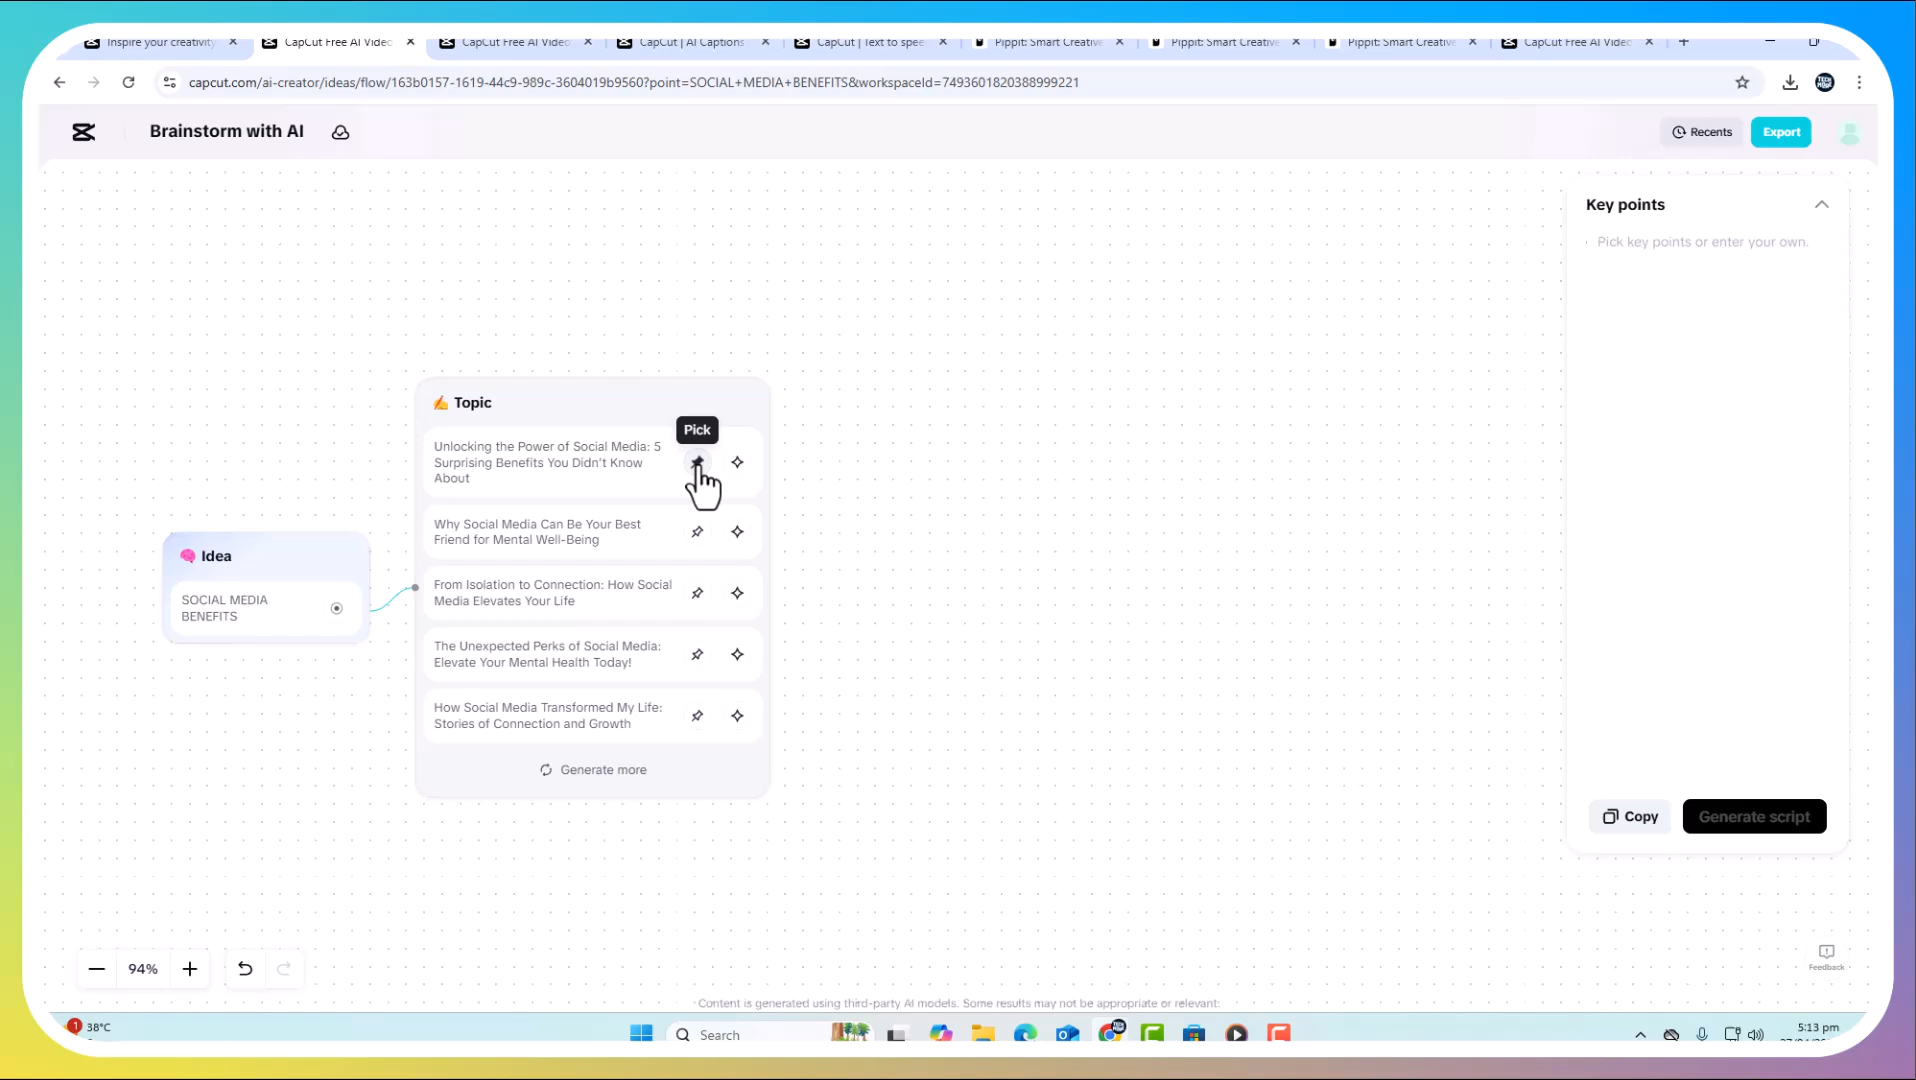 Inspire your creativity
CapCut Free AI Video
CapCut Free AI Video
CapCut | AI Captions
CapCut | Text to spee
Pippit: Smart Creative
Pippit: Smart Creative
Pippit: Smart Creative
CapCut Free AI Video
capcut.com/ai-creator/ideas/flow/163b0157-1619-44c9-989c-3604019b9560?point=SOCIAL+MEDIA+BENEFITS&workspaceId=7493601820388999221
Brainstorm with AI
Recents
Export
Key points
Pick key points or enter your own.
Topic
Pick
Unlocking the Power of Social Media: 5
Surprising Benefits You Didn't Know
About
Why Social Media Can Be Your Best
Friend for Mental Well-Being
Idea
SOCIAL MEDIA
BENEFITS
From Isolation to Connection: How Social
Media Elevates Your Life
The Unexpected Perks of Social Media:
Elevate Your Mental Health Today!
How Social Media Transformed My Life:
Stories of Connection and Growth
Generate more
Copy
Generate script
94%
Feedback
Content is generated using third-party AI models. Some results may not be appropriate or relevant.
1
38°C
Search
5:13 pm